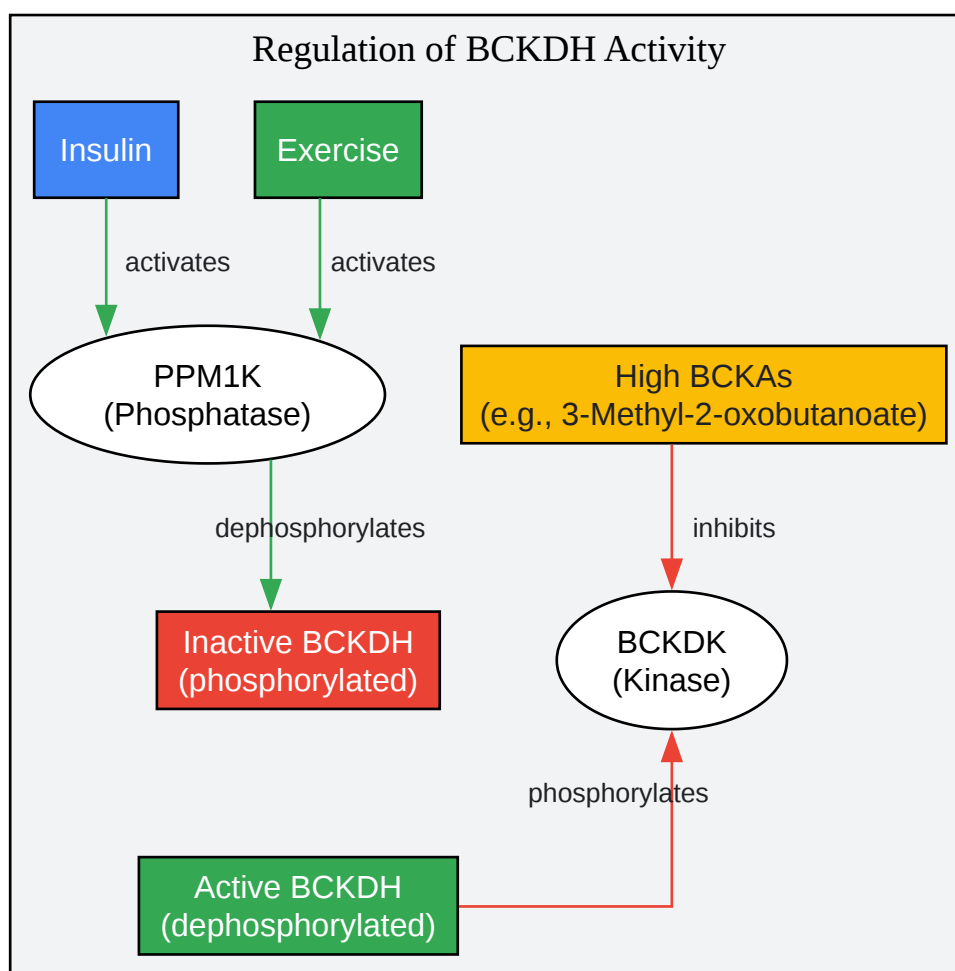 Regulation of BCKDH Activity
Insulin
Exercise
activates
activates
PPM1K
(Phosphatase)
High BCKAs
(e.g., 3-Methyl-2-oxobutanoate)
dephosphorylates
inhibits
Inactive BCKDH
(phosphorylated)
BCKDK
(Kinase)
phosphorylates
Active BCKDH
(dephosphorylated)